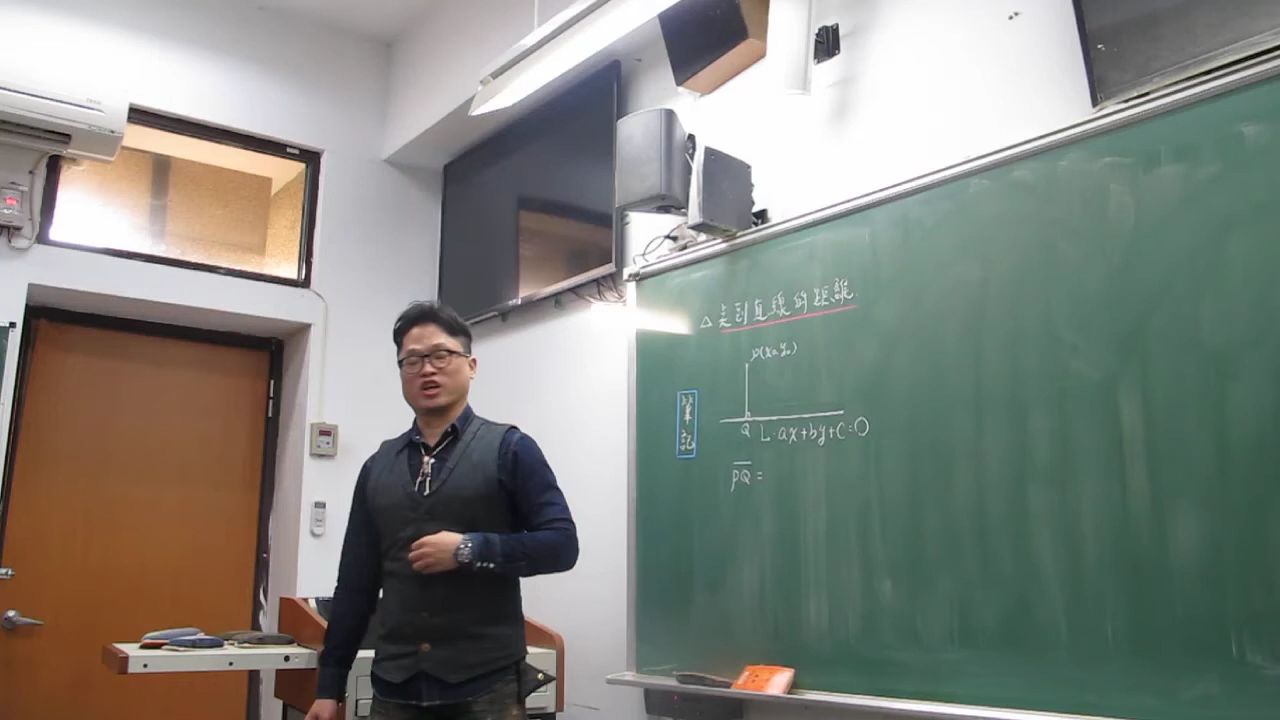 △ 點到直線的距離
P(x₀,y₀)
筆記
Q
L:ax+by+c=0
PQ =